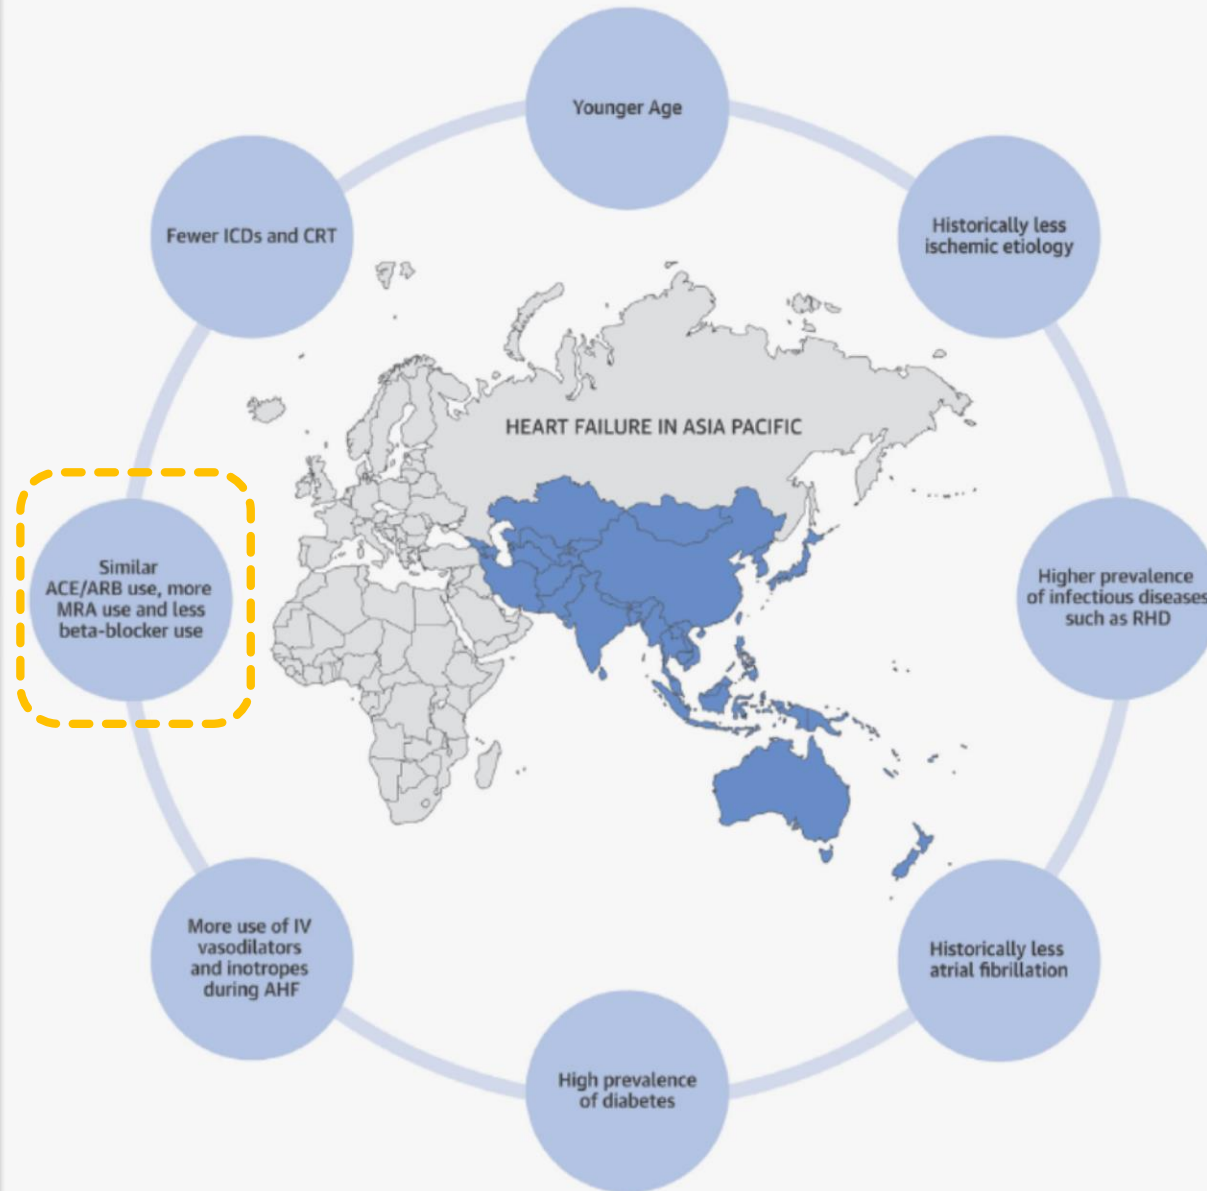 Younger Age
Historically less
ischemic etiology
Higher prevalence
of infectious diseases
such as RHD
Historically less
atrial fibrillation
High prevalence
of diabetes
More use of IV
vasodilators
and inotropes
during AHF
Similar
ACE/ARB use, more
MRA use and less
beta-blocker use
Fewer ICDs and CRT
HEART FAILURE IN ASIA PACIFIC